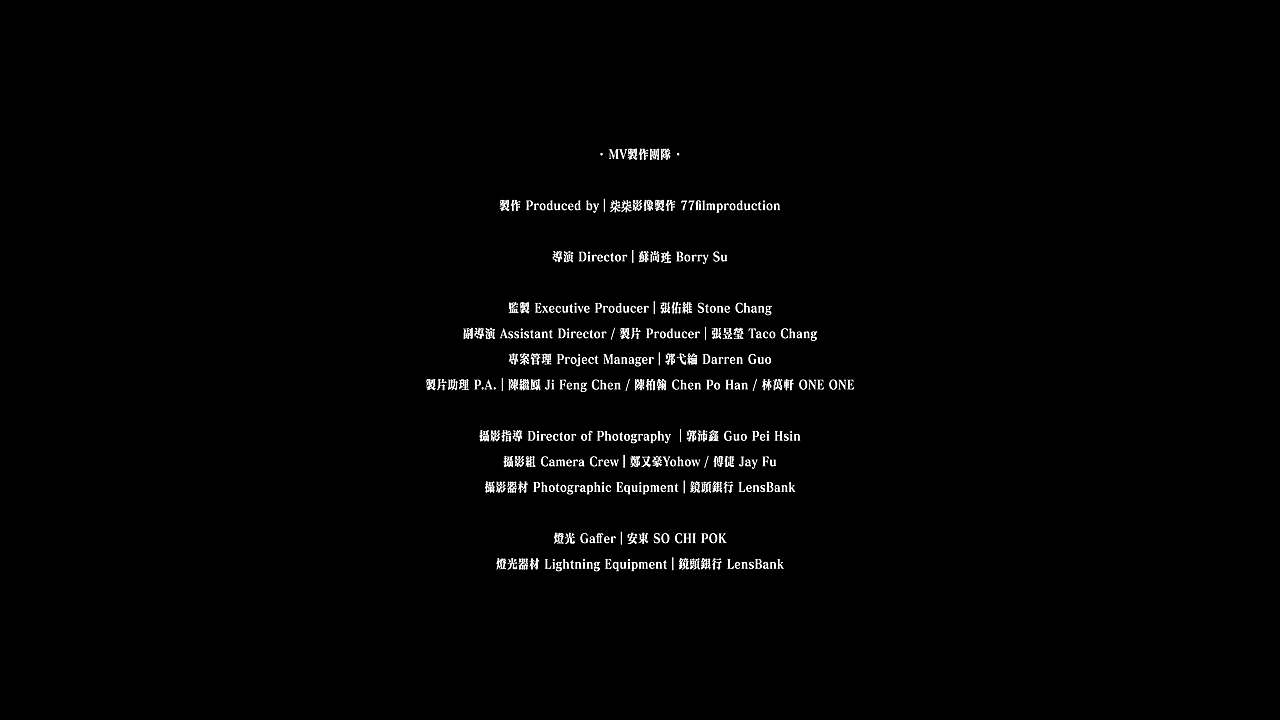 · MV製作團隊 ·
製作 Produced by | 柒柒影像製作 77filmproduction
導演 Director | 蘇尚珄 Borry Su
監製 Executive Producer | 張佑維 Stone Chang
副導演 Assistant Director / 製片 Producer | 張昱瑩 Taco Chang
專案管理 Project Manager | 郭弋綸 Darren Guo
製片助理 P.A. | 陳繼鳳 Ji Feng Chen / 陳柏翰 Chen Po Han / 林萬軒 ONE ONE
攝影指導 Director of Photography | 郭沛鑫 Guo Pei Hsin
攝影組 Camera Crew | 鄭又豪Yohow / Jay Fu
攝影器材 Photographic Equipment | 鏡頭銀行 LensBank
燈光 Gaffer | 安東 SO CHI POK
燈光器材 Lightning Equipment | 鏡頭銀行 LensBank